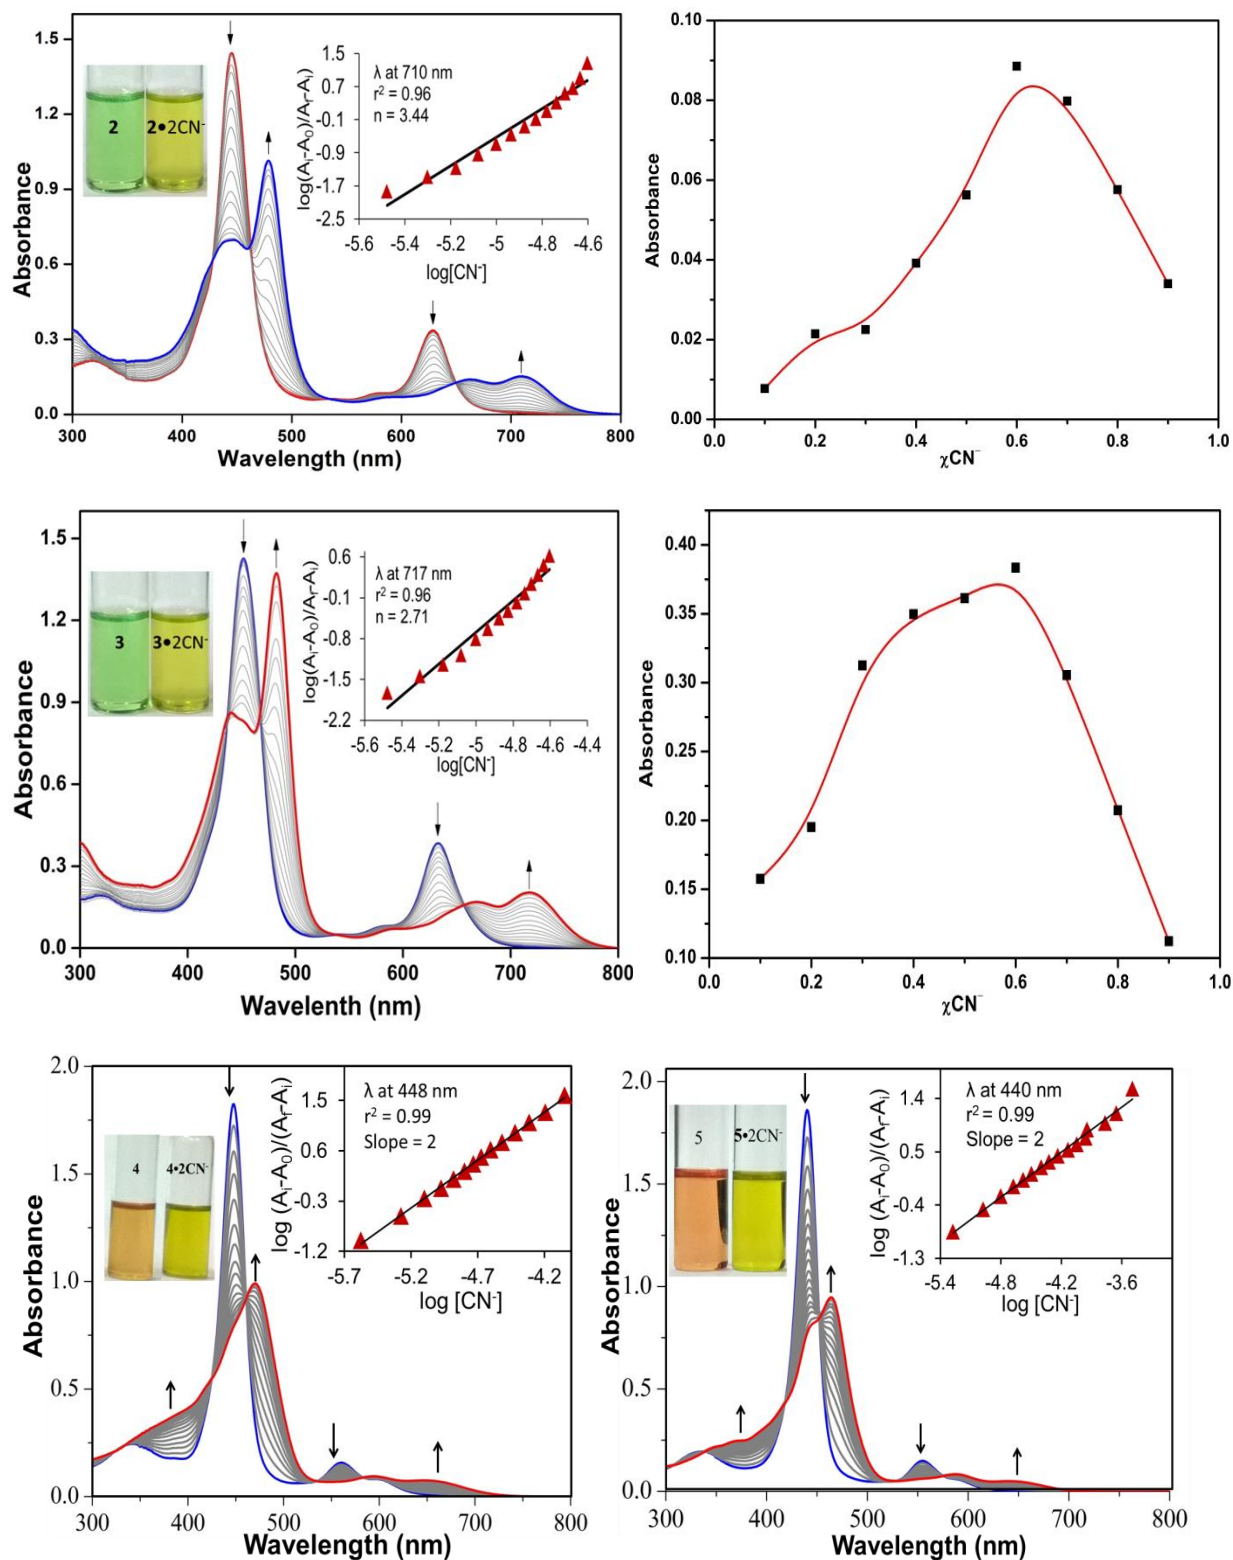 1.5
1.2
0.9
0.6
0.3
0.0
Absorbance
300 400 500 600 700 800
Wavelength (nm)
2
2•2CN-
λ at 710 nm
r² = 0.96
n = 3.44
log(Ai-A0)/Af-Ai)
1.5
0.7
-0.1
-0.9
-1.7
-2.5
-5.6 -5.4 -5.2 -5 -4.8 -4.6
log[CN-]
0.10
0.08
0.06
0.04
0.02
0.00
Absorbance
0.0 0.2 0.4 0.6 0.8 1.0
χCN-
1.5
1.2
0.9
0.6
0.3
0.0
Absorbance
300 400 500 600 700 800
Wavelenth (nm)
3
3•2CN-
λ at 717 nm
r² = 0.96
n = 2.71
log(Ai-A0)/Af-Ai)
0.6
-0.1
-0.8
-1.5
-2.2
-5.6 -5.4 -5.2 -5 -4.8 -4.6 -4.4
log[CN-]
0.40
0.35
0.30
0.25
0.20
0.15
0.10
Absorbance
0.0 0.2 0.4 0.6 0.8 1.0
χCN-
2.0
1.5
1.0
0.5
0.0
Absorbance
300 400 500 600 700 800
Wavelength (nm)
4
4•2CN-
λ at 448 nm
r² = 0.99
Slope = 2
log (Ai-A0)/(Af-Ai)
1.5
0.6
-0.3
-1.2
-5.7 -5.2 -4.7 -4.2
log [CN-]
2.0
1.5
1.0
0.5
0.0
Absorbance
300 400 500 600 700 800
Wavelength (nm)
5
5•2CN-
λ at 440 nm
r² = 0.99
Slope = 2
log (Ai-A0)/(Af-Ai)
1.4
0.5
-0.4
-1.3
-5.4 -4.8 -4.2 -3.6
log [CN-]